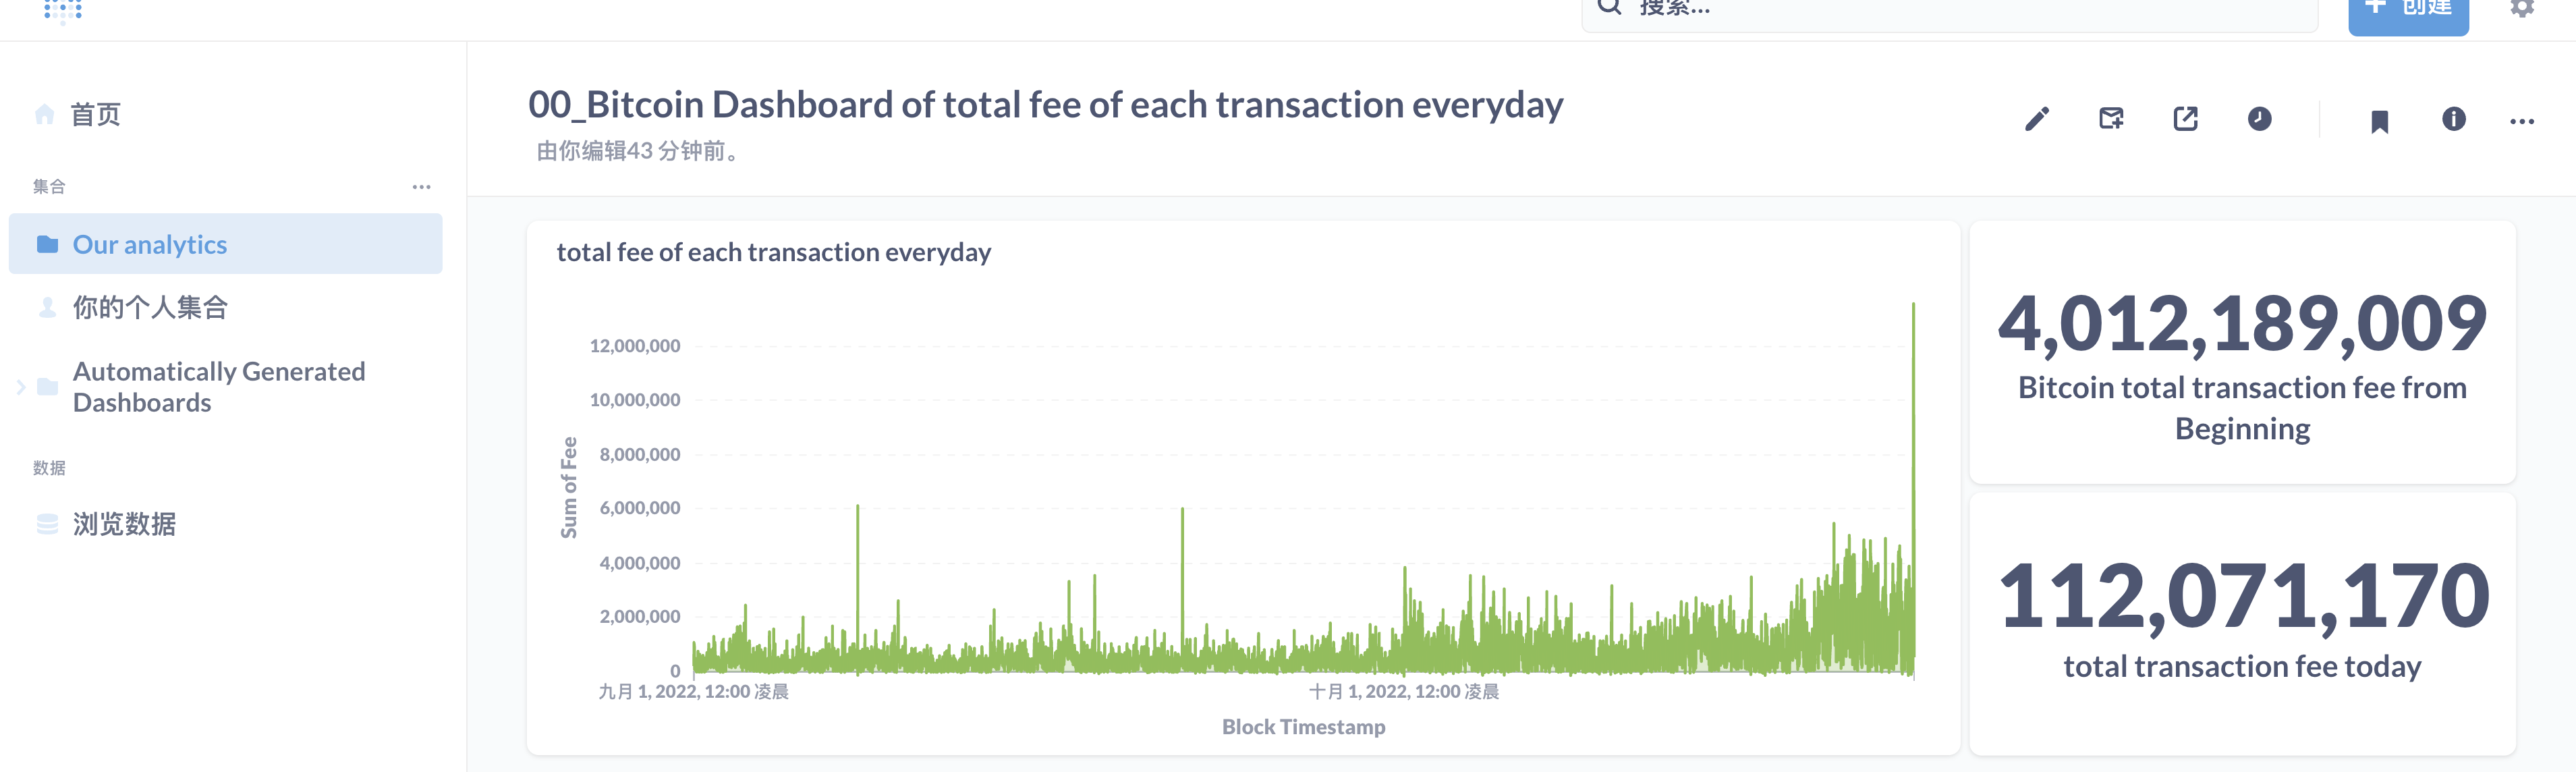 搜索...
+ 创建
首页
集合
Our analytics
你的个人集合
Automatically Generated
Dashboards
数据
浏览数据
00_Bitcoin Dashboard of total fee of each transaction everyday
由你编辑43 分钟前。
total fee of each transaction everyday
12,000,000
10,000,000
8,000,000
6,000,000
4,000,000
2,000,000
0
Sum of Fee
九月 1, 2022, 12:00 凌晨
十月 1, 2022, 12:00 凌晨
Block Timestamp
4,012,189,009
Bitcoin total transaction fee from
Beginning
112,071,170
total transaction fee today